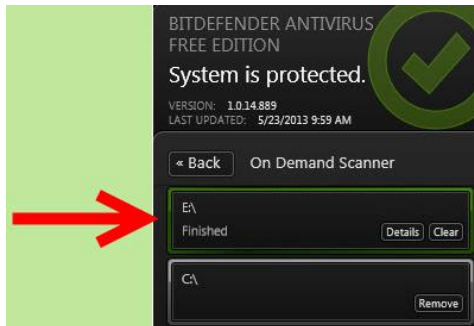 BITDEFENDER ANTIVIRUS
FREE EDITION
System is protected.
VERSION: 1.0.14.889
LAST UPDATED: 5/23/2013 9:59 AM
« Back On Demand Scanner
E:\
Finished Details Clear
C:\
Remove